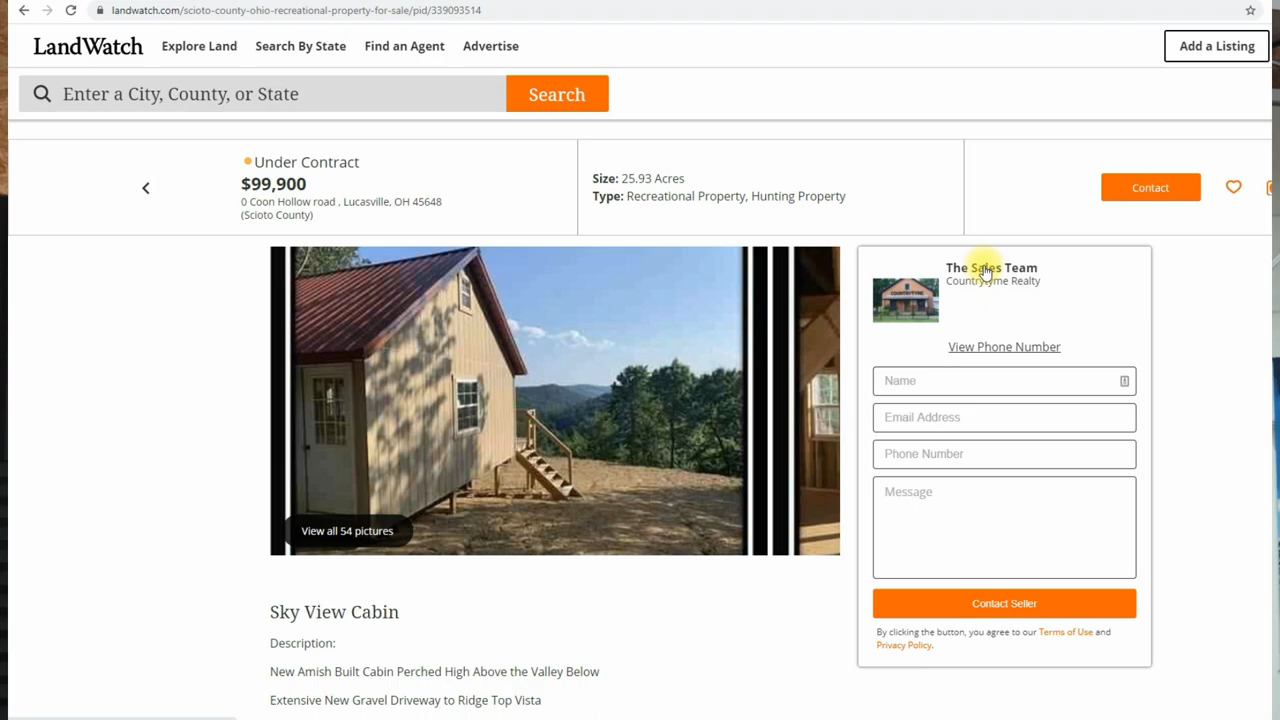 landwatch.com/scioto-county-ohio-recreational-property-for-sale/pid/339093514
LandWatch Explore Land Search By State Find an Agent Advertise Add a Listing
Enter a City, County, or State Search
Under Contract
$99,900
0 Coon Hollow road , Lucasville, OH 45648
(Scioto County)
Size: 25.93 Acres
Type: Recreational Property, Hunting Property
Contact
The Sales Team
Countrytyme Realty
COUNTRYTYME
View Phone Number
Name
Email Address
Phone Number
Message
Contact Seller
By clicking the button, you agree to our Terms of Use and
Privacy Policy.
View all 54 pictures
Sky View Cabin
Description:
New Amish Built Cabin Perched High Above the Valley Below
Extensive New Gravel Driveway to Ridge Top Vista